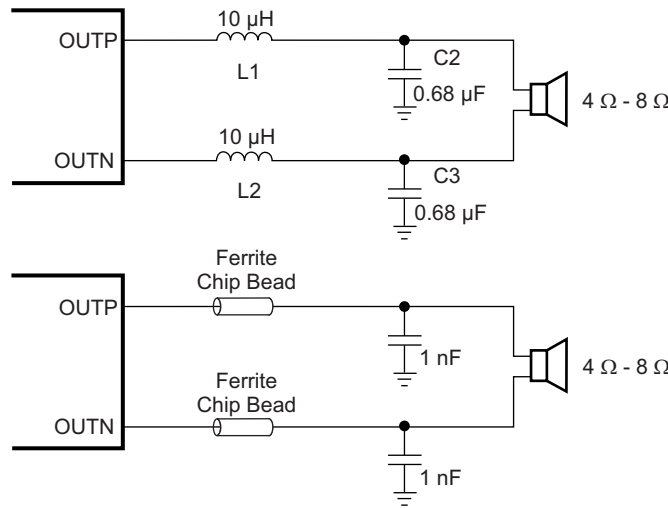 10 µH
OUTP
L1
C2
0.68 µF
4 Ω - 8 Ω
10 µH
OUTN
L2
C3
0.68 µF
Ferrite
Chip Bead
OUTP
1 nF
4 Ω - 8 Ω
Ferrite
Chip Bead
OUTN
1 nF